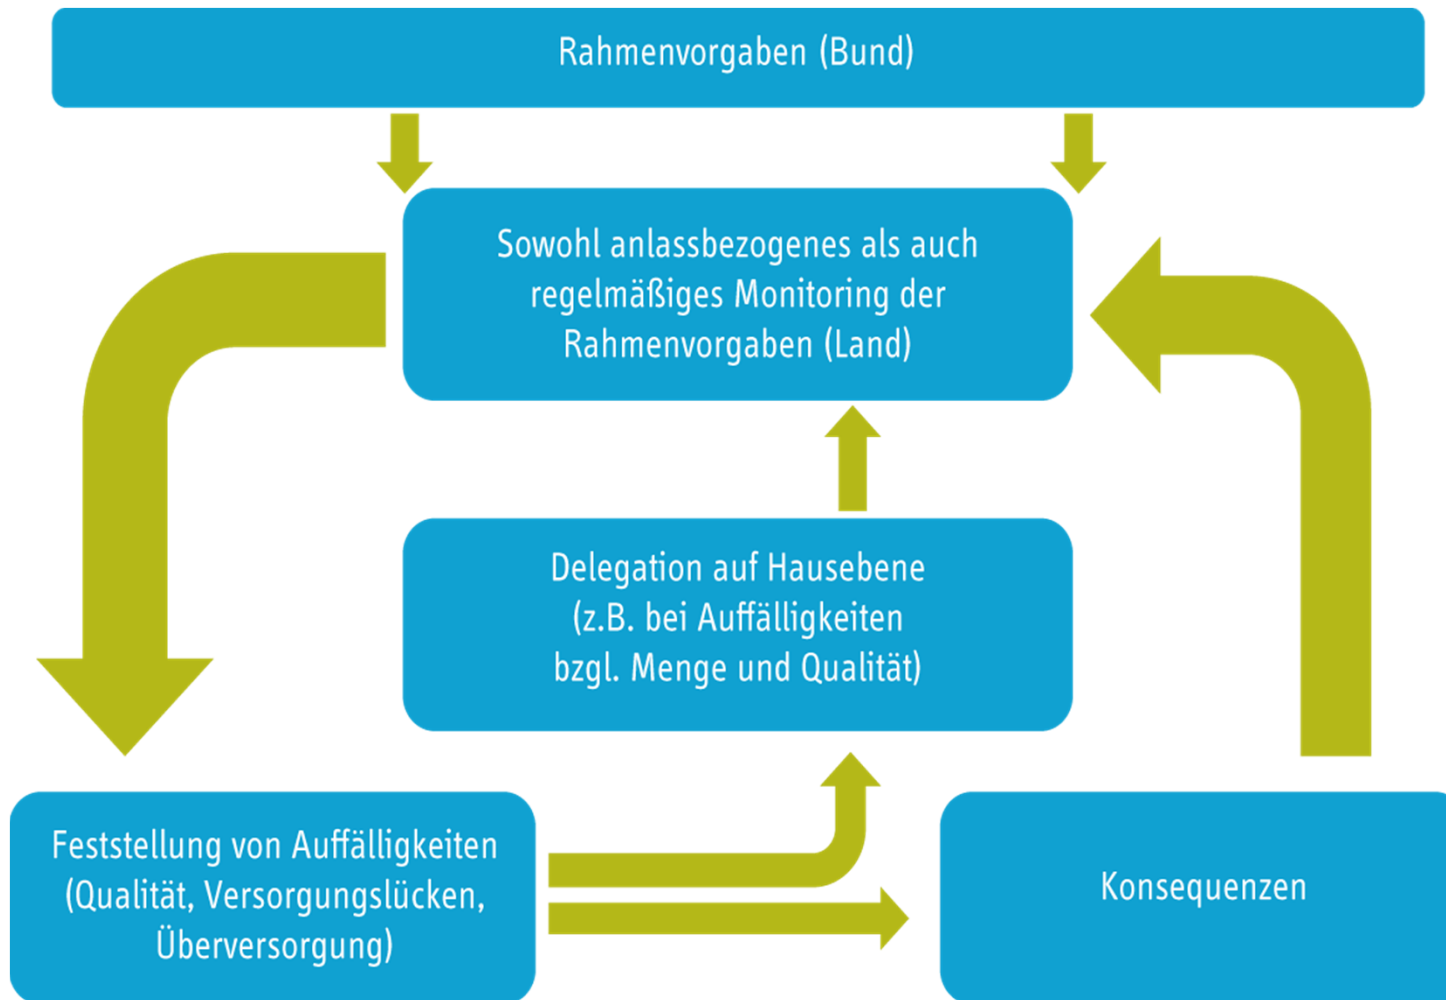 Rahmenvorgaben (Bund)
Sowohl anlassbezogenes als auch
regelmäßiges Monitoring der
Rahmenvorgaben (Land)
Delegation auf Hausebene
(z.B. bei Auffälligkeiten
bzgl. Menge und Qualität)
Feststellung von Auffälligkeiten
(Qualität, Versorgungslücken,
Überversorgung)
Konsequenzen